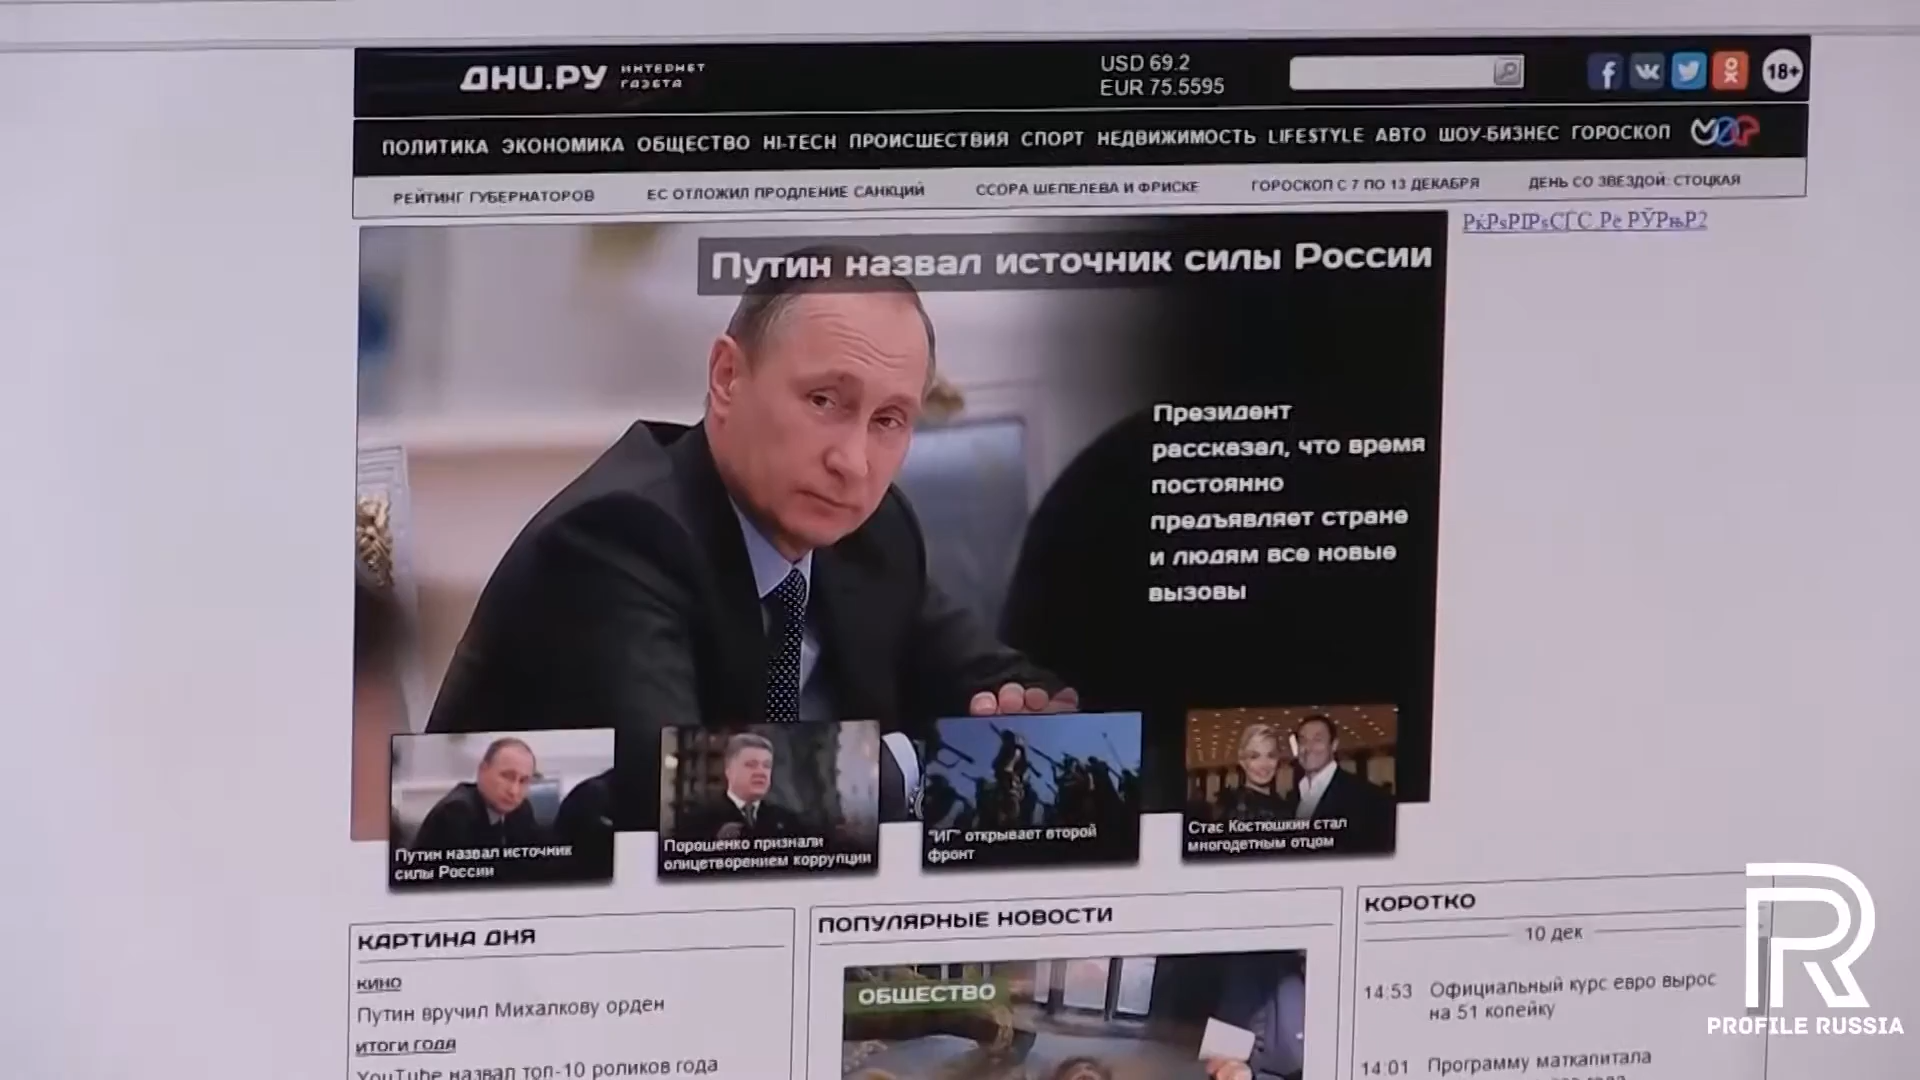 ДНИ.РУ ИНТЕРНЕТ
ГАЗЕТА
USD 69.2
EUR 75.5595
18+
ПОЛИТИКА ЭКОНОМИКА ОБЩЕСТВО HI-TECH ПРОИСШЕСТВИЯ СПОРТ НЕДВИЖИМОСТЬ LIFESTYLE АВТО ШОУ-БИЗНЕС ГОРОСКОП
РЕЙТИНГ ГУБЕРНАТОРОВ ЕС ОТЛОЖИЛ ПРОДЛЕНИЕ САНКЦИЙ ССОРА ШЕПЕЛЕВА И ФРИСКЕ ГОРОСКОП С 7 ПО 13 ДЕКАБРЯ ДЕНЬ СО ЗВЕЗДОЙ: СТОЦКАЯ
Путин назвал источник силы России
Президент
рассказал, что время
постоянно
предъявляет стране
и людям все новые
вызовы
Путин назвал источник
силы России
Порошенко признали
олицетворением коррупции
"ИГ" открывает второй
фронт
Стас Костюшкин стал
многодетным отцом
КАРТИНА ДНЯ
КИНО
Путин вручил Михалкову орден
ИТОГИ ГОДА
YouTube назвал топ-10 роликов года
ПОПУЛЯРНЫЕ НОВОСТИ
ОБЩЕСТВО
КОРОТКО
10 дек
14:53 Официальный курс евро вырос
на 51 копейку
14:01 Программу маткапитала
PROFILE RUSSIA